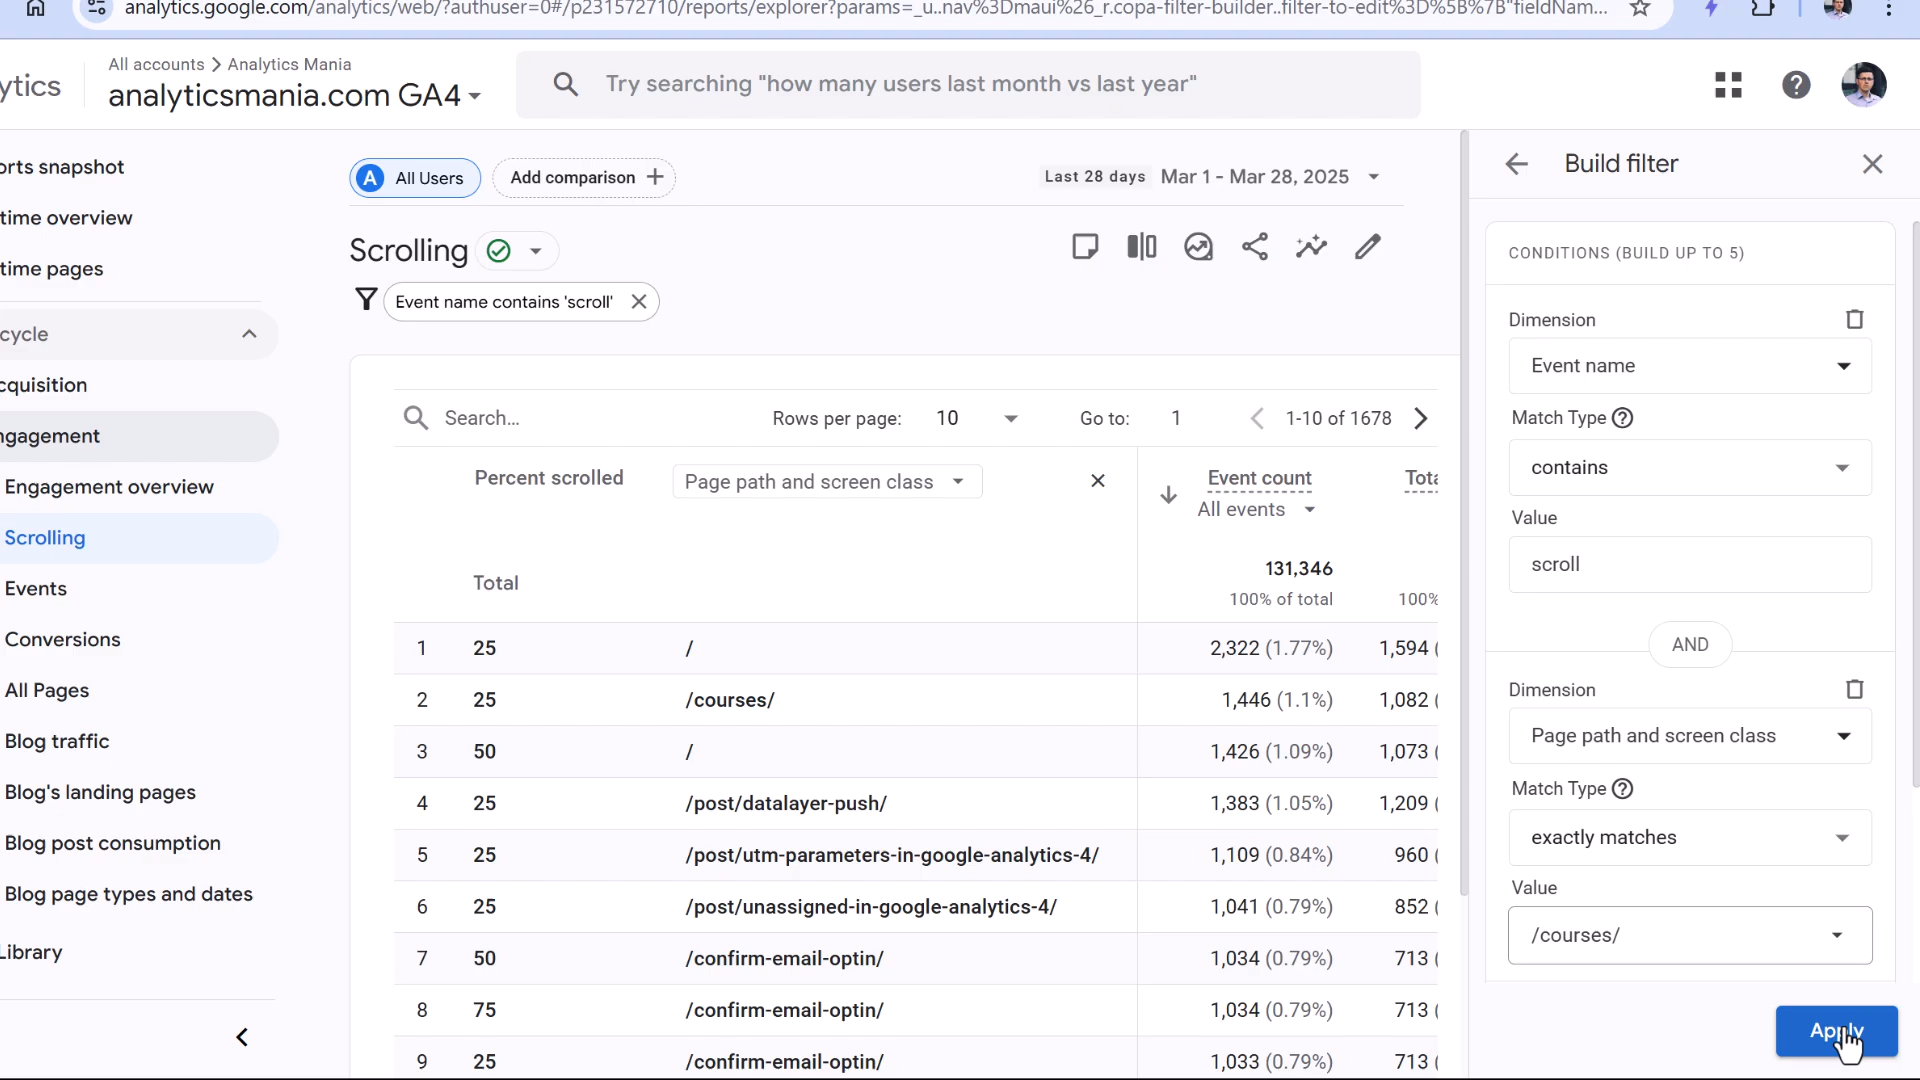 analytics.google.com/analytics/web/?authuser=0#/p231572710/reports/explorer?params=_u..nav%3Dmaui%26_r.copa-filter-builder..filter-to-edit%3D%5B%7B"fieldNam...
ytics
All accounts > Analytics Mania
analyticsmania.com GA4
Try searching "how many users last month vs last year"
orts snapshot
time overview
time pages
cycle
cquisition
ngagement
Engagement overview
Scrolling
Events
Conversions
All Pages
Blog traffic
Blog's landing pages
Blog post consumption
Blog page types and dates
Library
A All Users
Add comparison +
Last 28 days Mar 1 - Mar 28, 2025
Scrolling
Event name contains 'scroll'
Search...
Rows per page: 10
Go to: 1
1-10 of 1678
Percent scrolled Page path and screen class Event count Tota
All events
Total 131,346
100% of total 100%
1 25 / 2,322 (1.77%) 1,594 (
2 25 /courses/ 1,446 (1.1%) 1,082 (
3 50 / 1,426 (1.09%) 1,073 (
4 25 /post/datalayer-push/ 1,383 (1.05%) 1,209 (
5 25 /post/utm-parameters-in-google-analytics-4/ 1,109 (0.84%) 960 (
6 25 /post/unassigned-in-google-analytics-4/ 1,041 (0.79%) 852 (
7 50 /confirm-email-optin/ 1,034 (0.79%) 713 (
8 75 /confirm-email-optin/ 1,034 (0.79%) 713 (
9 25 /confirm-email-optin/ 1,033 (0.79%) 713 (
Build filter
CONDITIONS (BUILD UP TO 5)
Dimension
Event name
Match Type
contains
Value
scroll
AND
Dimension
Page path and screen class
Match Type
exactly matches
Value
/courses/
Apply